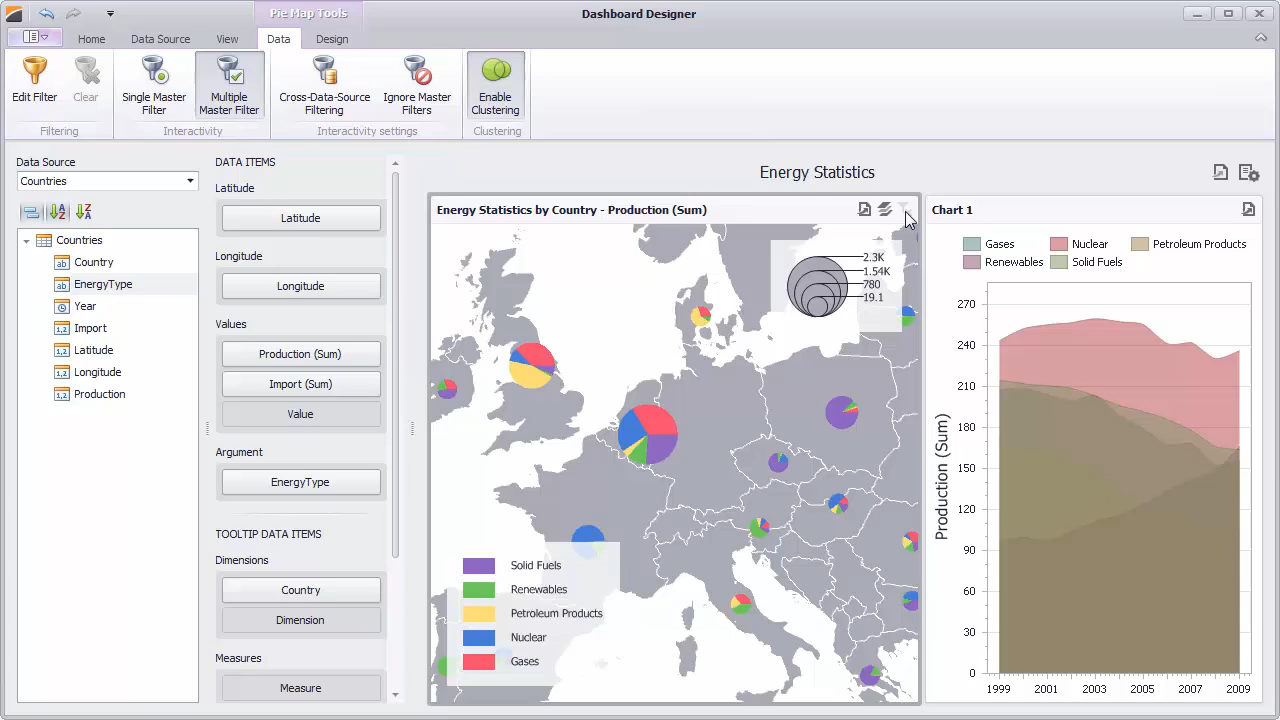 Pie Map Tools
Dashboard Designer
Home
Data Source
View
Data
Design
Edit Filter
Clear
Single Master
Filter
Multiple
Master Filter
Cross-Data-Source
Filtering
Ignore Master
Filters
Enable
Clustering
Filtering
Interactivity
Interactivity settings
Clustering
Data Source
Countries
Countries
Country
EnergyType
Year
Import
Latitude
Longitude
Production
DATA ITEMS
Latitude
Latitude
Longitude
Longitude
Values
Production (Sum)
Import (Sum)
Value
Argument
EnergyType
TOOLTIP DATA ITEMS
Dimensions
Country
Dimension
Measures
Measure
Energy Statistics
Energy Statistics by Country - Production (Sum)
2.3K
1.54K
780
19.1
Solid Fuels
Renewables
Petroleum Products
Nuclear
Gases
Chart 1
Gases
Nuclear
Petroleum Products
Renewables
Solid Fuels
Production (Sum)
270
240
210
180
150
120
90
60
30
0
1999
2001
2003
2005
2007
2009